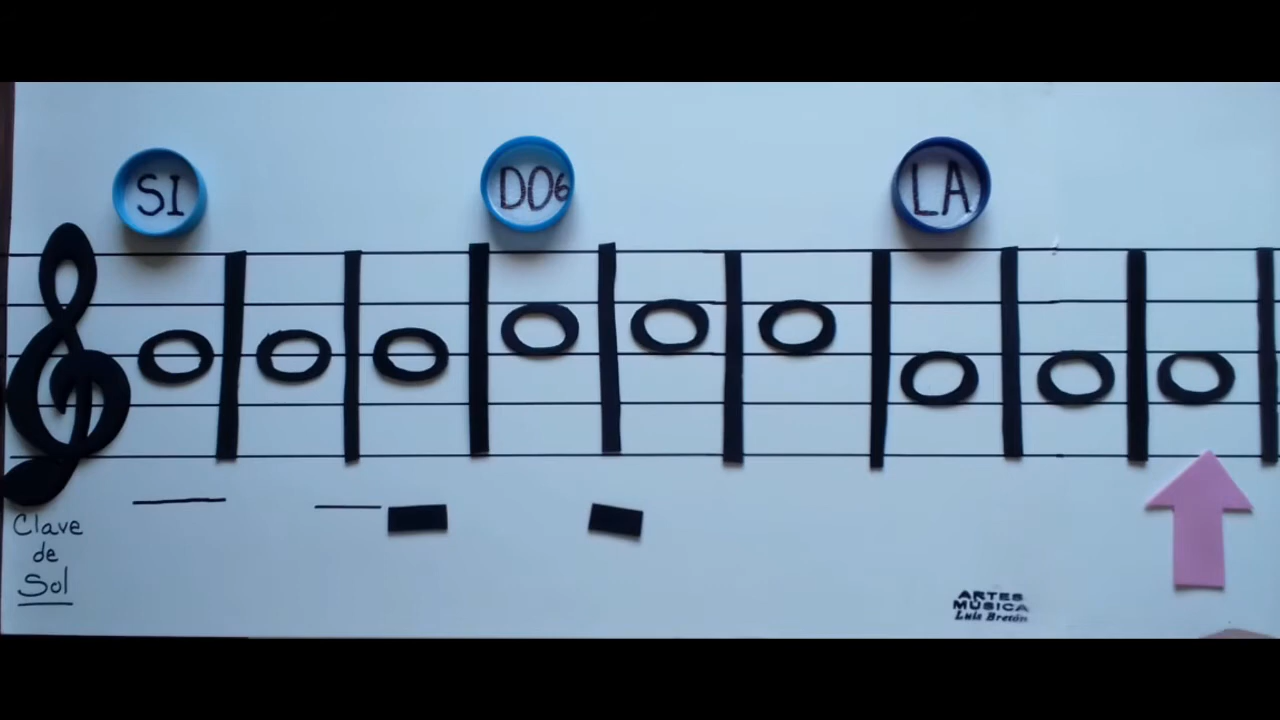 SI
DO6
LA
Clave
de
Sol
ARTES
MÚSICA
Luis Bretón